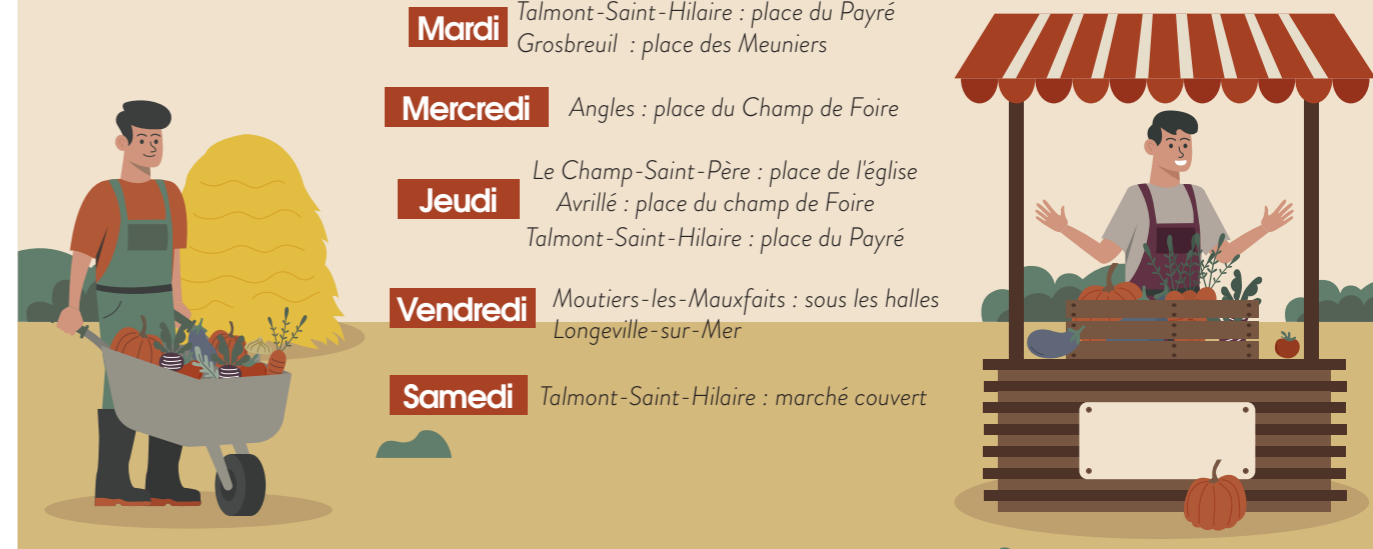 Mardi
Talmont-Saint-Hilaire : place du Payré
Grosbreuil : place des Meuniers
Mercredi
Angles : place du Champ de Foire
Jeudi
Le Champ-Saint-Père : place de l'église
Avrillé : place du champ de Foire
Talmont-Saint-Hilaire : place du Payré
Vendredi
Moutiers-les-Mauxfaits : sous les halles
Longeville-sur-Mer
Samedi
Talmont-Saint-Hilaire : marché couvert